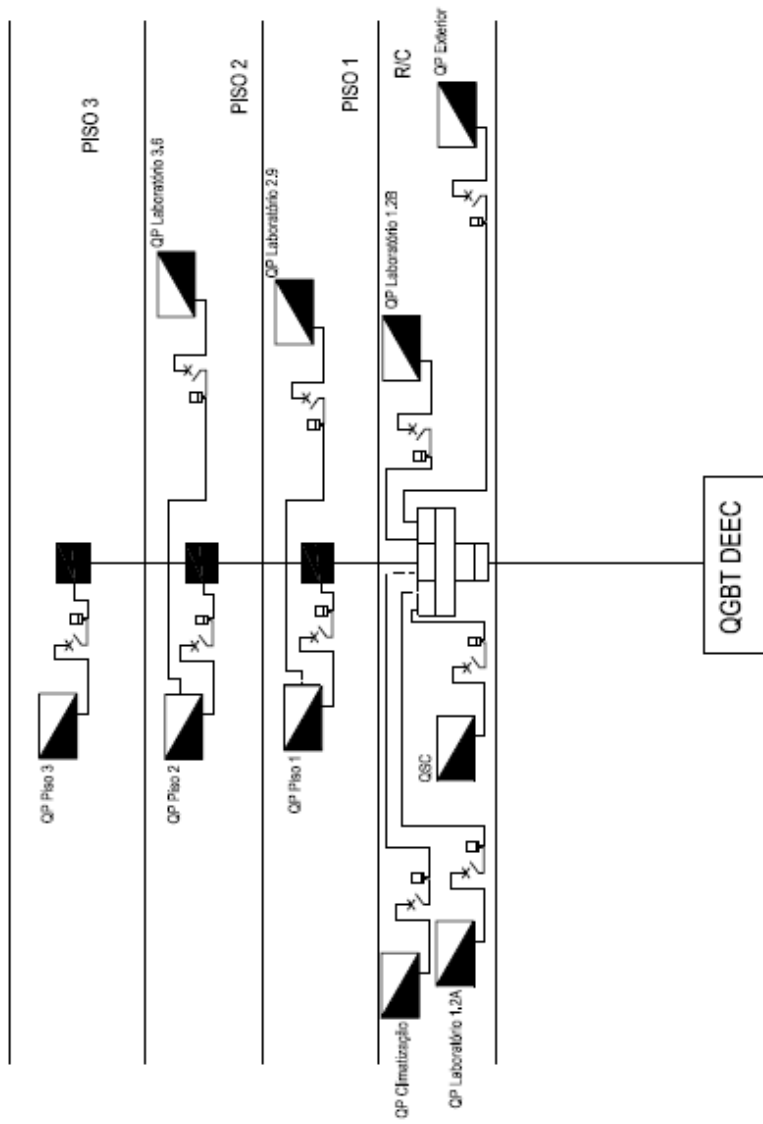 PISO 3
QP Piso 3
PISO 2
QP Laboratório 3.6
QP Piso 2
PISO 1
QP Laboratório 2.9
QP Piso 1
R/C
QP Exterior
QP Laboratório 1.2B
QSC
QP Climatização
QP Laboratório 1.2A
QGBT DEEC